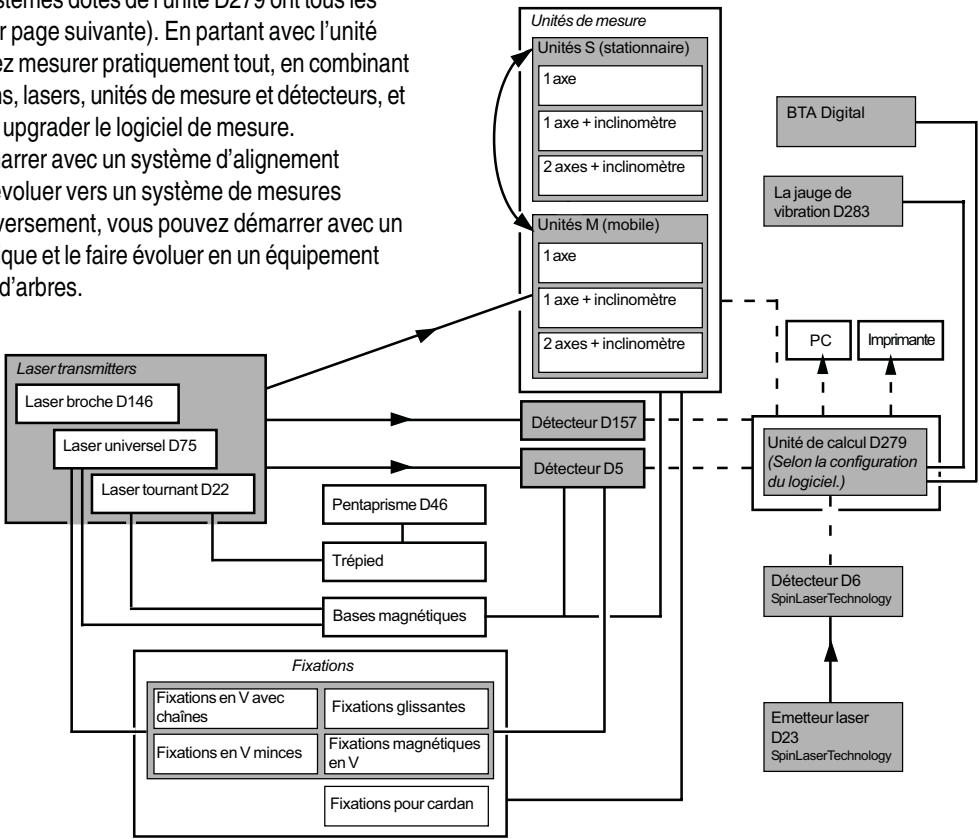 stèmes dotés de l'unité D279 ont tous les
r page suivante). En partant avec l'unité
ez mesurer pratiquement tout, en combinant
ns, lasers, unités de mesure et détecteurs, et
upgrader le logiciel de mesure.
arrer avec un système d'alignement
évoluer vers un système de mesures
versement, vous pouvez démarrer avec un
ique et le faire évoluer en un équipement
d'arbres.
Unités de mesure
Unités S (stationnaire)
1 axe
1 axe + inclinomètre
2 axes + inclinomètre
Unités M (mobile)
1 axe
1 axe + inclinomètre
2 axes + inclinomètre
BTA Digital
La jauge de
vibration D283
PC
Imprimante
Laser transmitters
Laser broche D146
Laser universel D75
Laser tournant D22
Détecteur D157
Détecteur D5
Unité de calcul D279
(Selon la configuration
du logiciel.)
Pentaprisme D46
Trépied
Bases magnétiques
Détecteur D6
SpinLaserTechnology
Emetteur laser
D23
SpinLaserTechnology
Fixations
Fixations en V avec
chaînes
Fixations glissantes
Fixations en V minces
Fixations magnétiques
en V
Fixations pour cardan